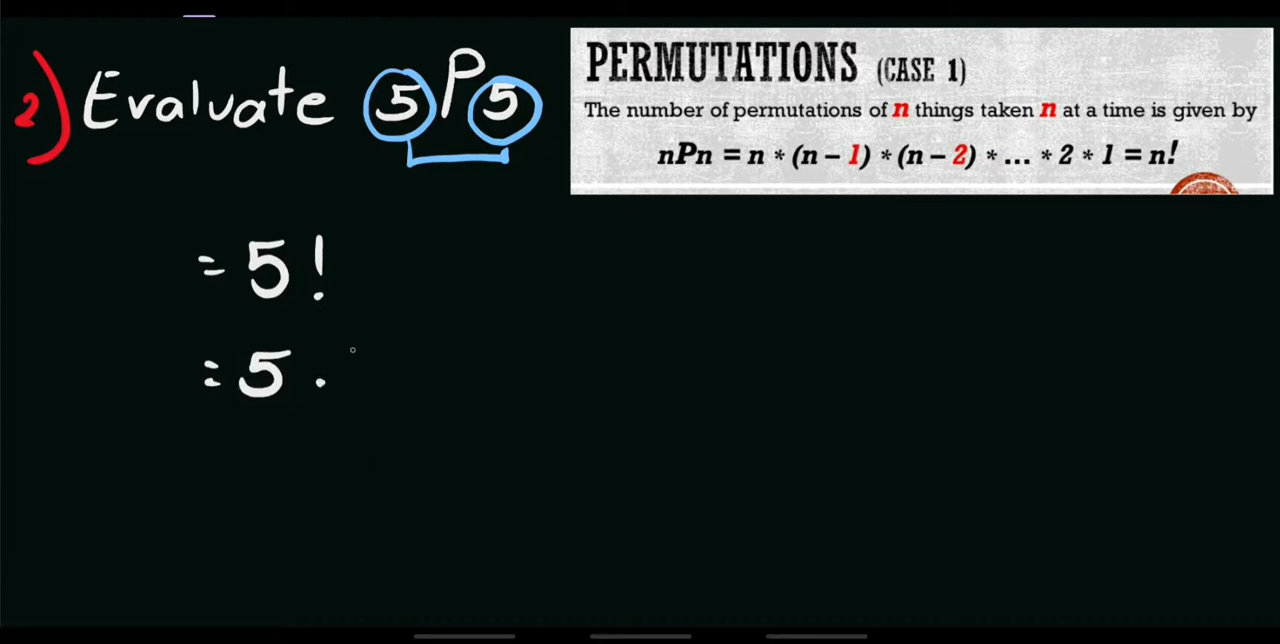 2) Evaluate 5P5
PERMUTATIONS (CASE 1)
The number of permutations of n things taken n at a time is given by
nPn = n * (n – 1) * (n – 2) * ... * 2 * 1 = n!
= 5!
= 5 .